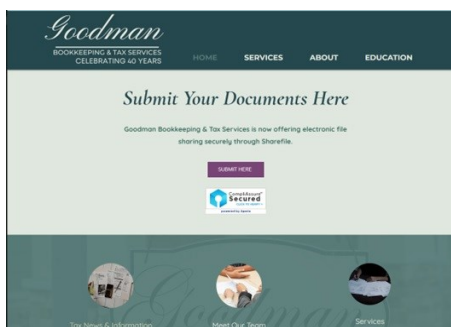 Goodman
BOOKKEEPING & TAX SERVICES
CELEBRATING 40 YEARS
HOME SERVICES ABOUT EDUCATION
Submit Your Documents Here
Goodman Bookkeeping & Tax Services is now offering electronic file
sharing securely through Sharefile.
SUBMIT HERE
Secured
Goodman
Tax News & Information Meet Our Team Services